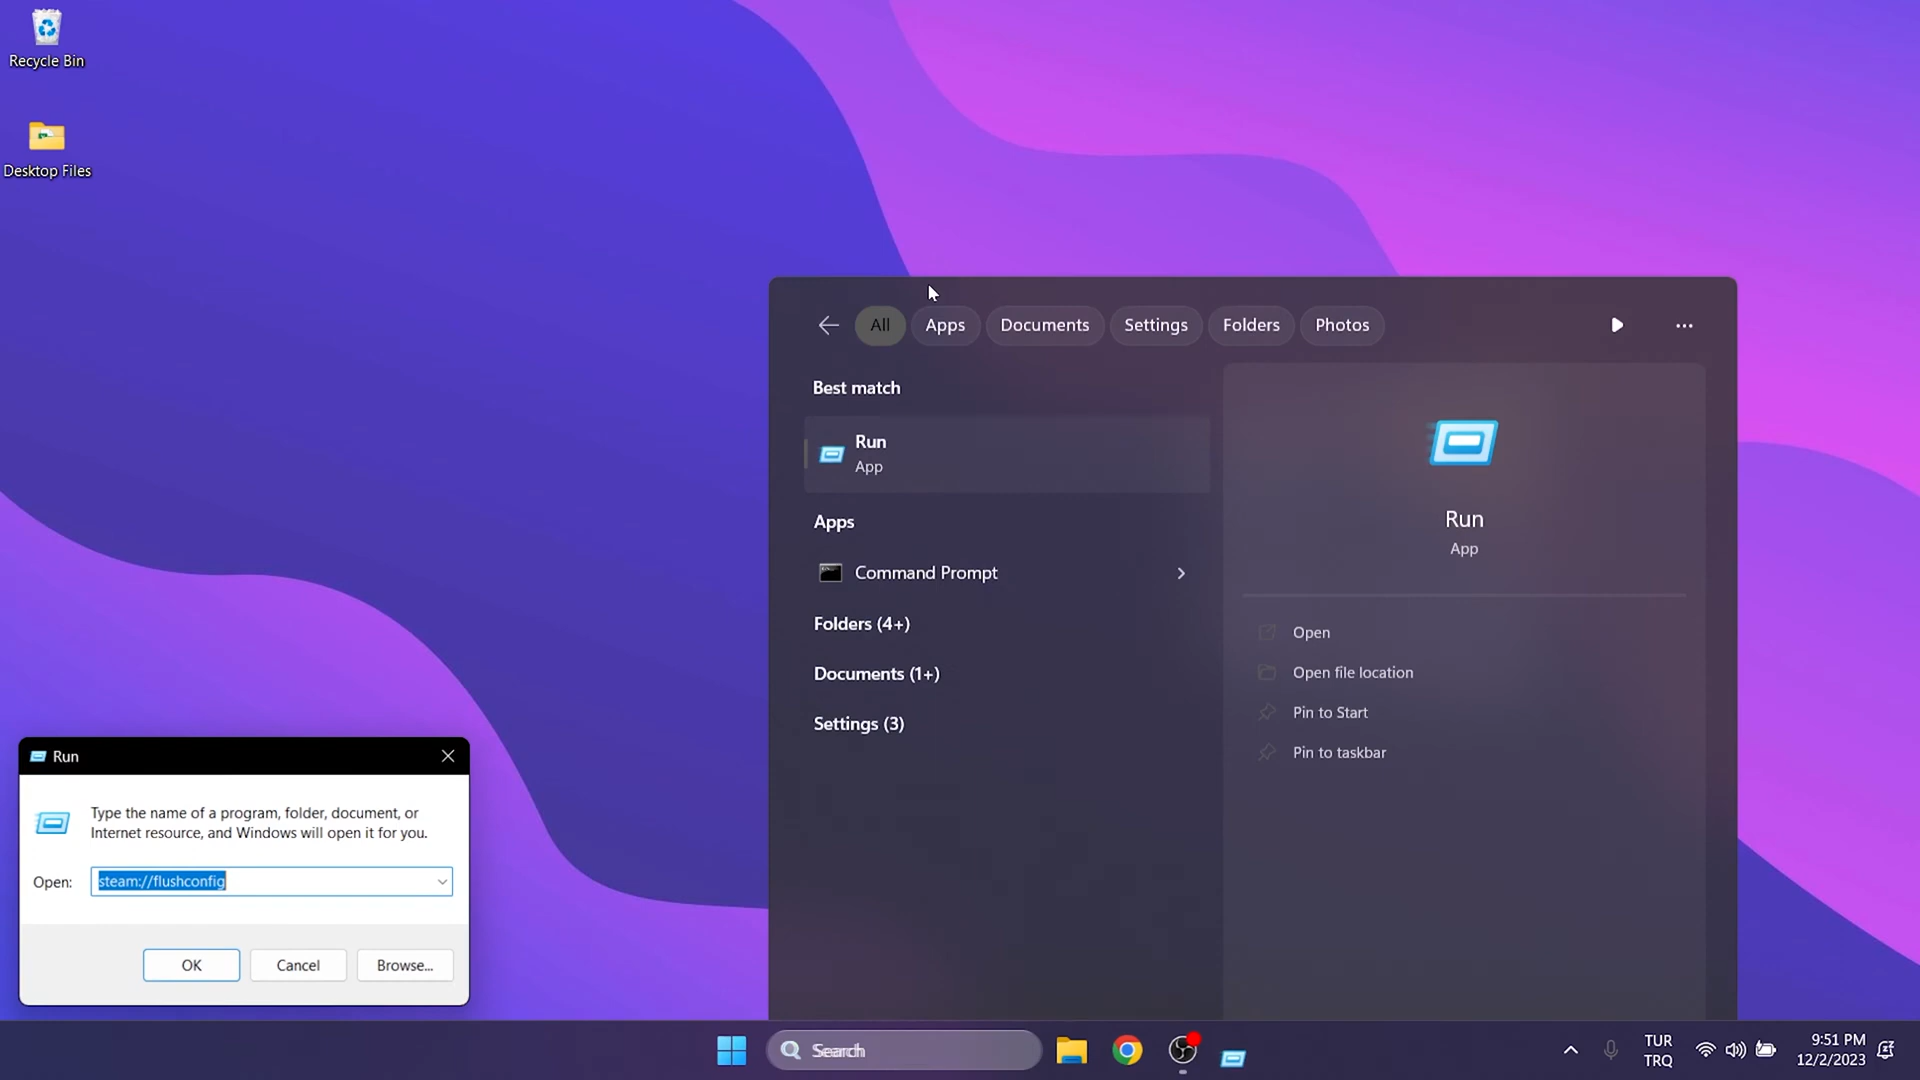 Recycle Bin
Desktop Files
All
Apps
Documents
Settings
Folders
Photos
Best match
Run
App
Apps
Command Prompt
Folders (4+)
Documents (1+)
Settings (3)
Run
App
Open
Open file location
Pin to Start
Pin to taskbar
Run
Type the name of a program, folder, document, or
Internet resource, and Windows will open it for you.
Open:
steam://flushconfig
OK
Cancel
Browse...
Search
TUR
TRQ
9:51 PM
12/2/2023